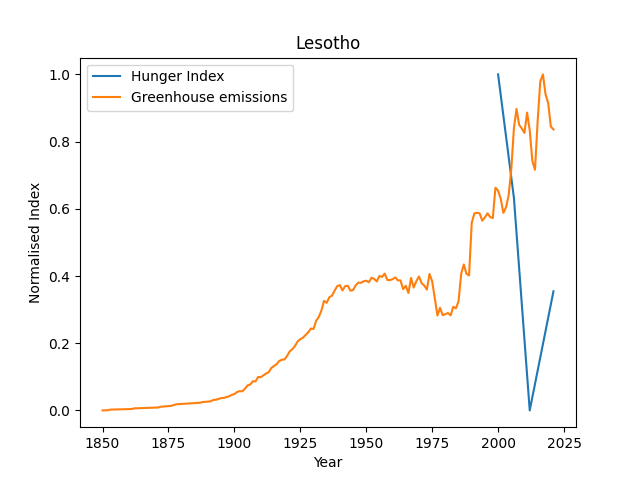 Lesotho
Hunger Index
Greenhouse emissions
Normalised Index
1.0
0.8
0.6
0.4
0.2
0.0
1850 1875 1900 1925 1950 1975 2000 2025
Year